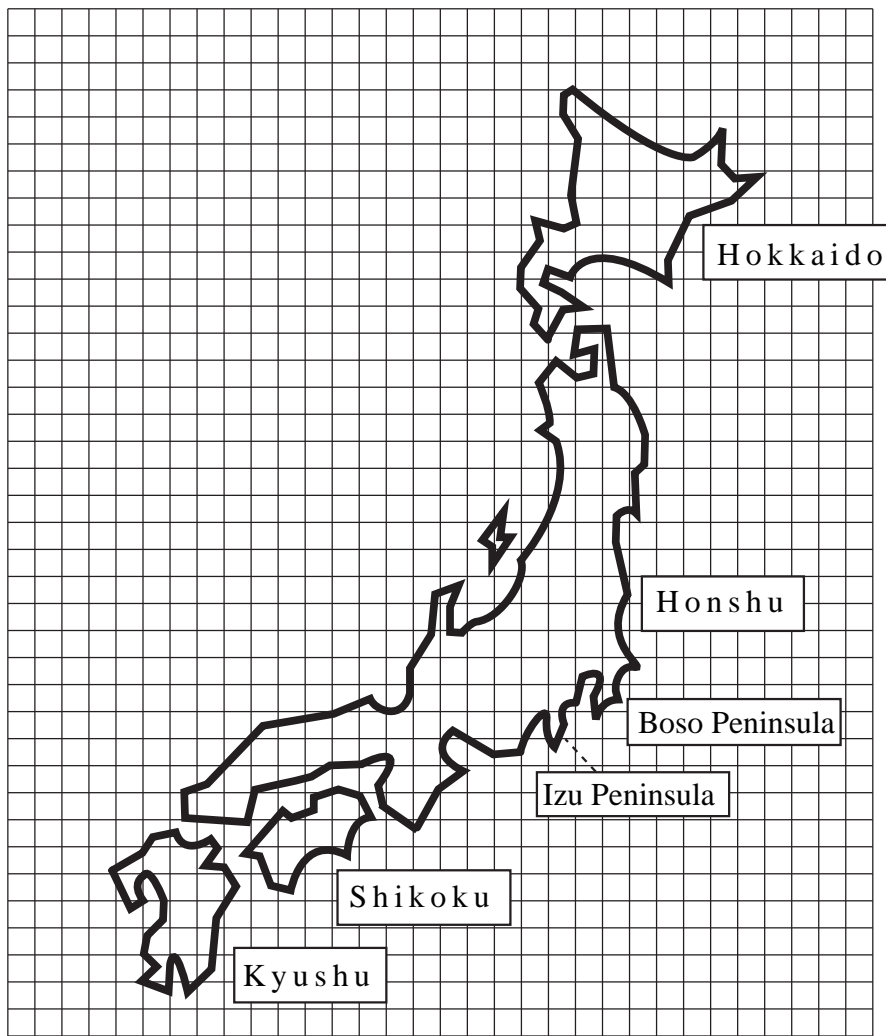 Hokkaido
Honshu
Boso Peninsula
Izu Peninsula
Shikoku
Kyushu